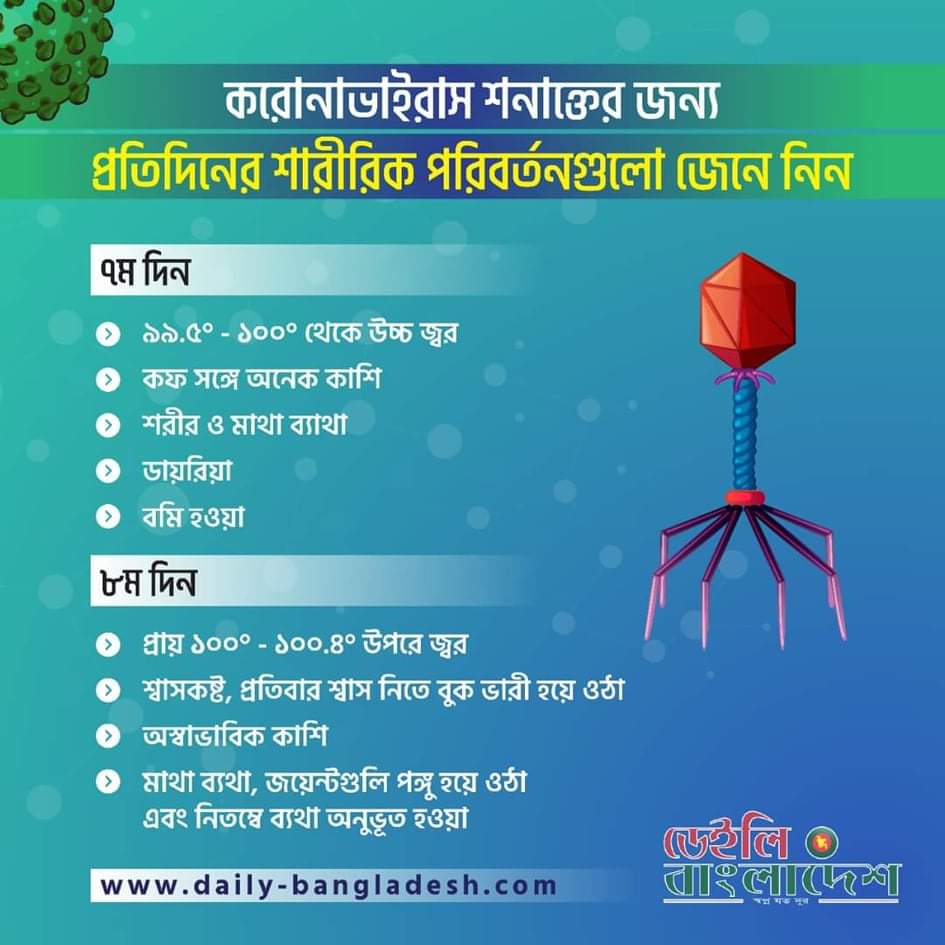 করোনাভাইরাস শনাক্তের জন্য
প্রতিদিনের শারীরিক পরিবর্তনগুলো জেনে নিন
৭ম দিন
৯৯.৫° - ১০০° থেকে উচ্চ জ্বর
কফ সঙ্গে অনেক কাশি
শরীর ও মাথা ব্যাথা
ডায়রিয়া
বমি হওয়া
৮ম দিন
প্রায় ১০০° - ১০০.৪° উপরে জ্বর
শ্বাসকষ্ট, প্রতিবার শ্বাস নিতে বুক ভারী হয়ে ওঠা
অস্বাভাবিক কাশি
মাথা ব্যথা, জয়েন্টগুলি পঙ্গু হয়ে ওঠা
এবং নিতম্বে ব্যথা অনুভূত হওয়া
www.daily-bangladesh.com
ডেইলি
বাংলাদেশ
স্বপ্ন যত দূর